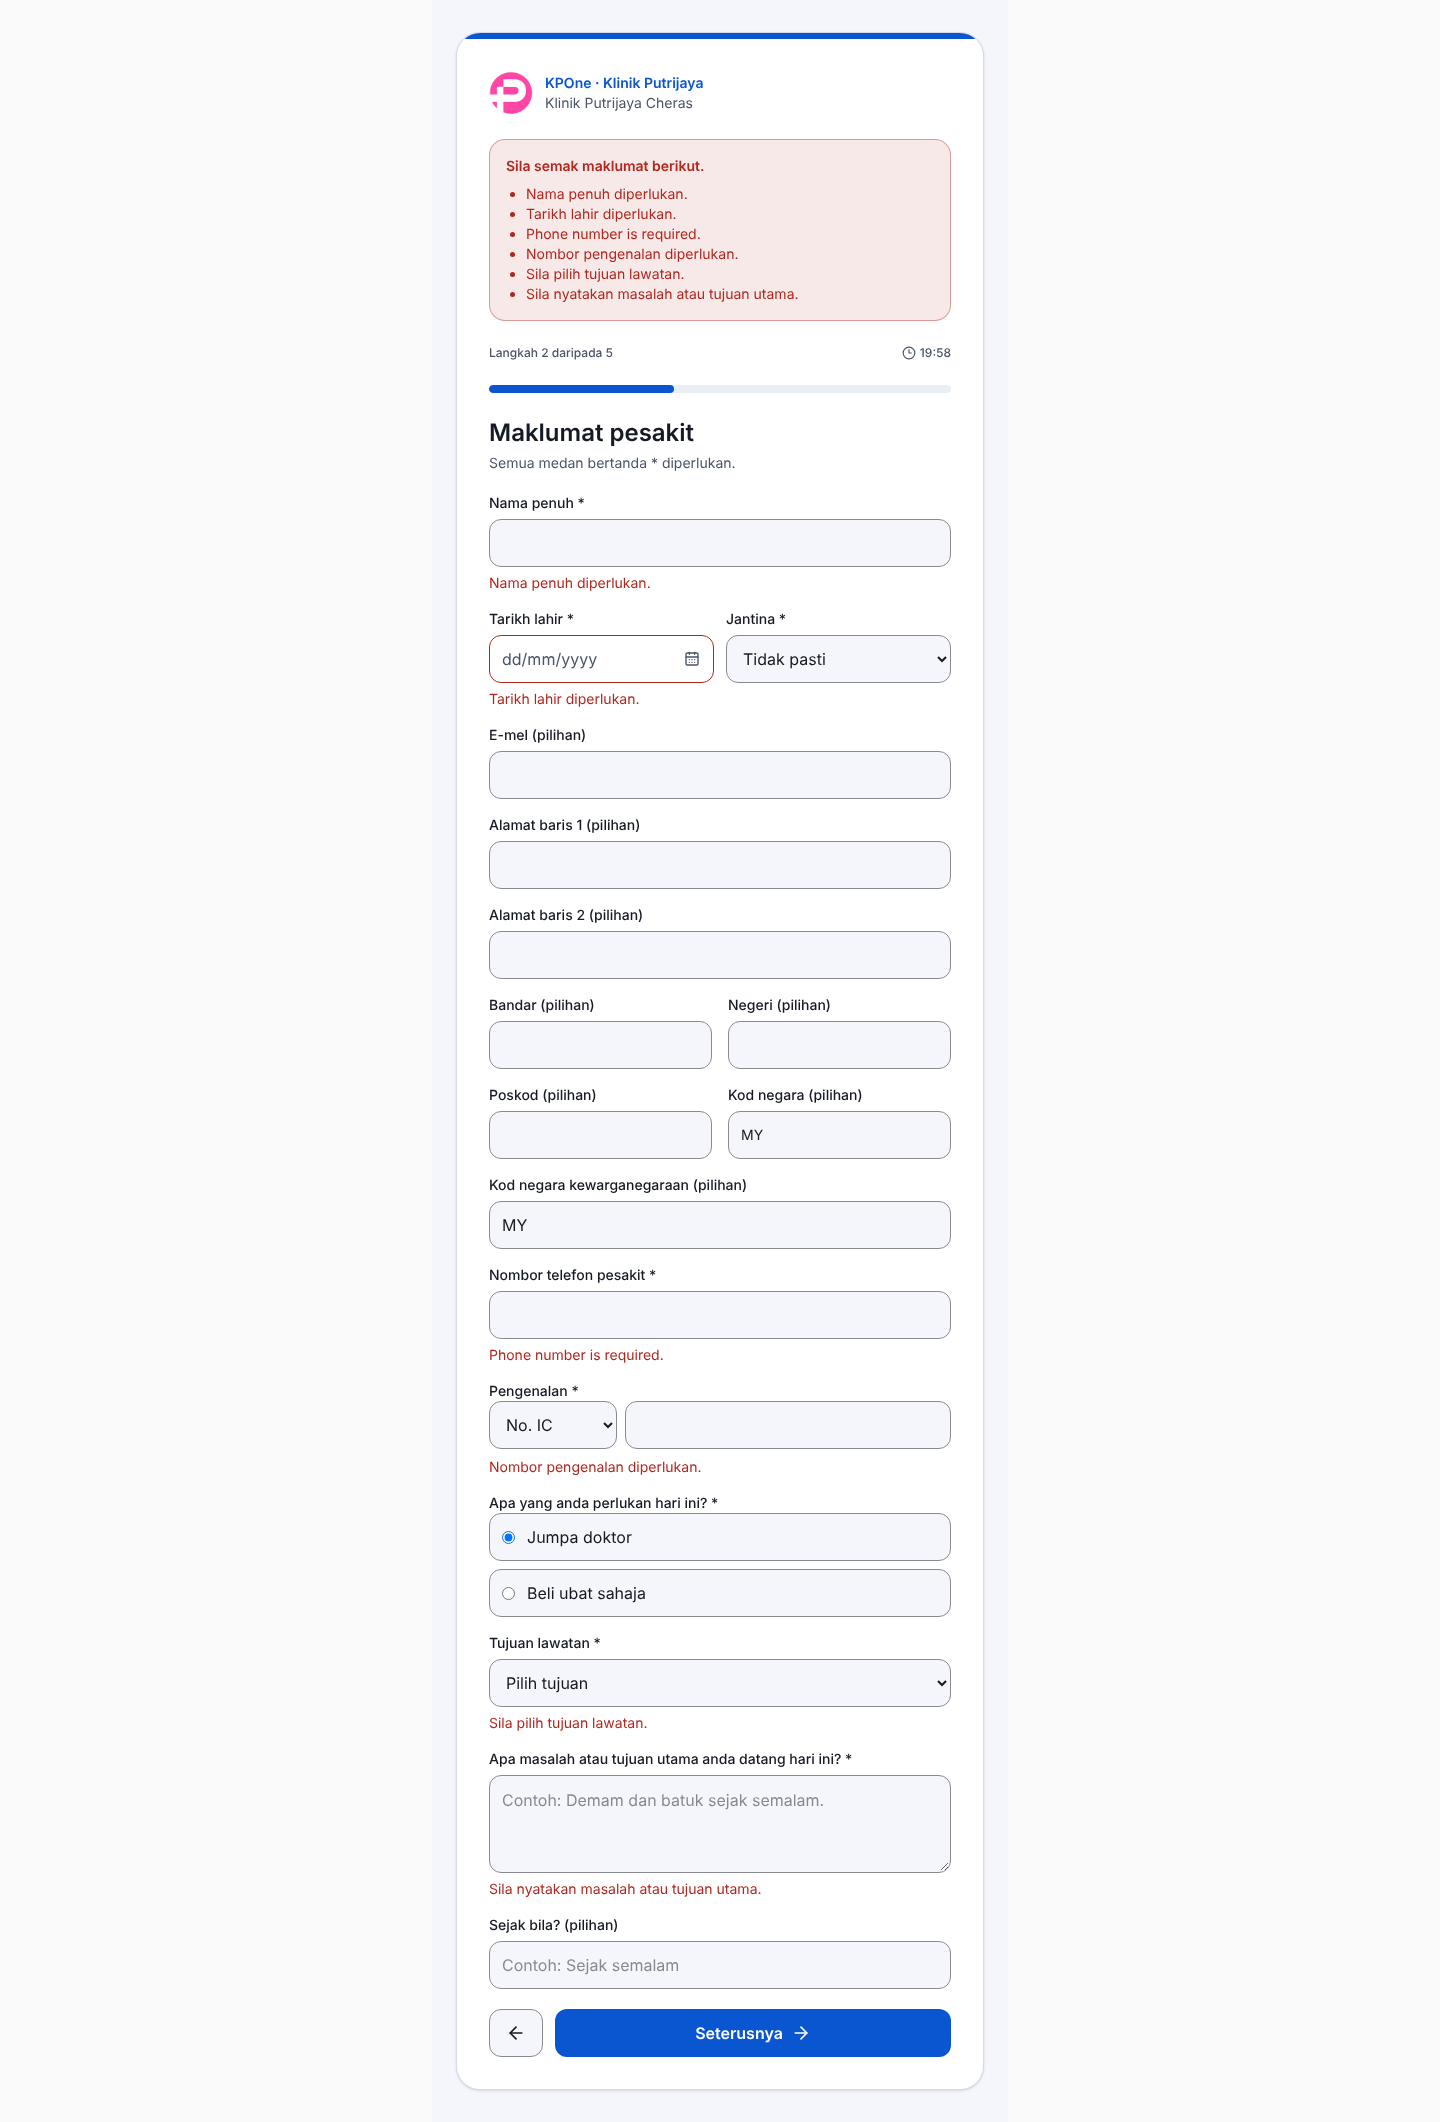 KPOne · Klinik Putrijaya
Klinik Putrijaya Cheras
Sila semak maklumat berikut.
• Nama penuh diperlukan.
• Tarikh lahir diperlukan.
• Phone number is required.
• Nombor pengenalan diperlukan.
• Sila pilih tujuan lawatan.
• Sila nyatakan masalah atau tujuan utama.
Langkah 2 daripada 5
19:58
Maklumat pesakit
Semua medan bertanda * diperlukan.
Nama penuh *
Nama penuh diperlukan.
Tarikh lahir *
Jantina *
dd/mm/yyyy
Tidak pasti
Tarikh lahir diperlukan.
E-mel (pilihan)
Alamat baris 1 (pilihan)
Alamat baris 2 (pilihan)
Bandar (pilihan)
Negeri (pilihan)
Poskod (pilihan)
Kod negara (pilihan)
MY
Kod negara kewarganegaraan (pilihan)
MY
Nombor telefon pesakit *
Phone number is required.
Pengenalan *
No. IC
Nombor pengenalan diperlukan.
Apa yang anda perlukan hari ini? *
Jumpa doktor
Beli ubat sahaja
Tujuan lawatan *
Pilih tujuan
Sila pilih tujuan lawatan.
Apa masalah atau tujuan utama anda datang hari ini? *
Contoh: Demam dan batuk sejak semalam.
Sila nyatakan masalah atau tujuan utama.
Sejak bila? (pilihan)
Contoh: Sejak semalam
Seterusnya